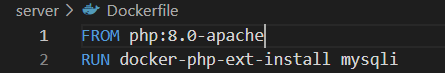 server > Dockerfile
1 FROM php:8.0-apache
2 RUN docker-php-ext-install mysqli